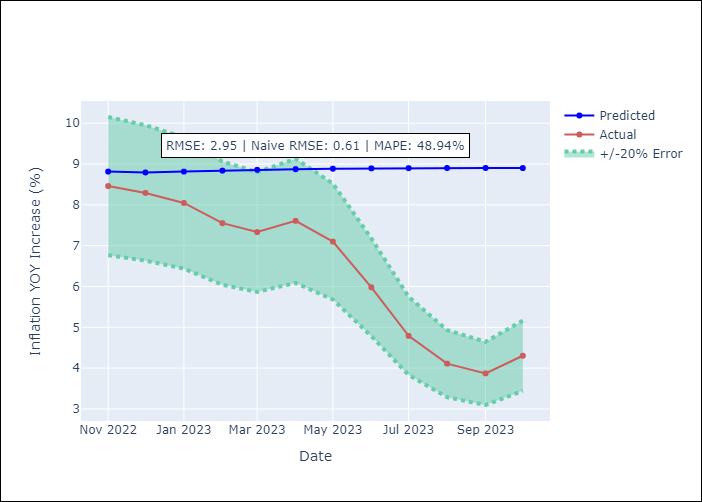 RMSE: 2.95 | Naive RMSE: 0.61 | MAPE: 48.94%
Predicted
Actual
+/-20% Error
Inflation YOY Increase (%)
10
9
8
7
6
5
4
3
Nov 2022 Jan 2023 Mar 2023 May 2023 Jul 2023 Sep 2023
Date